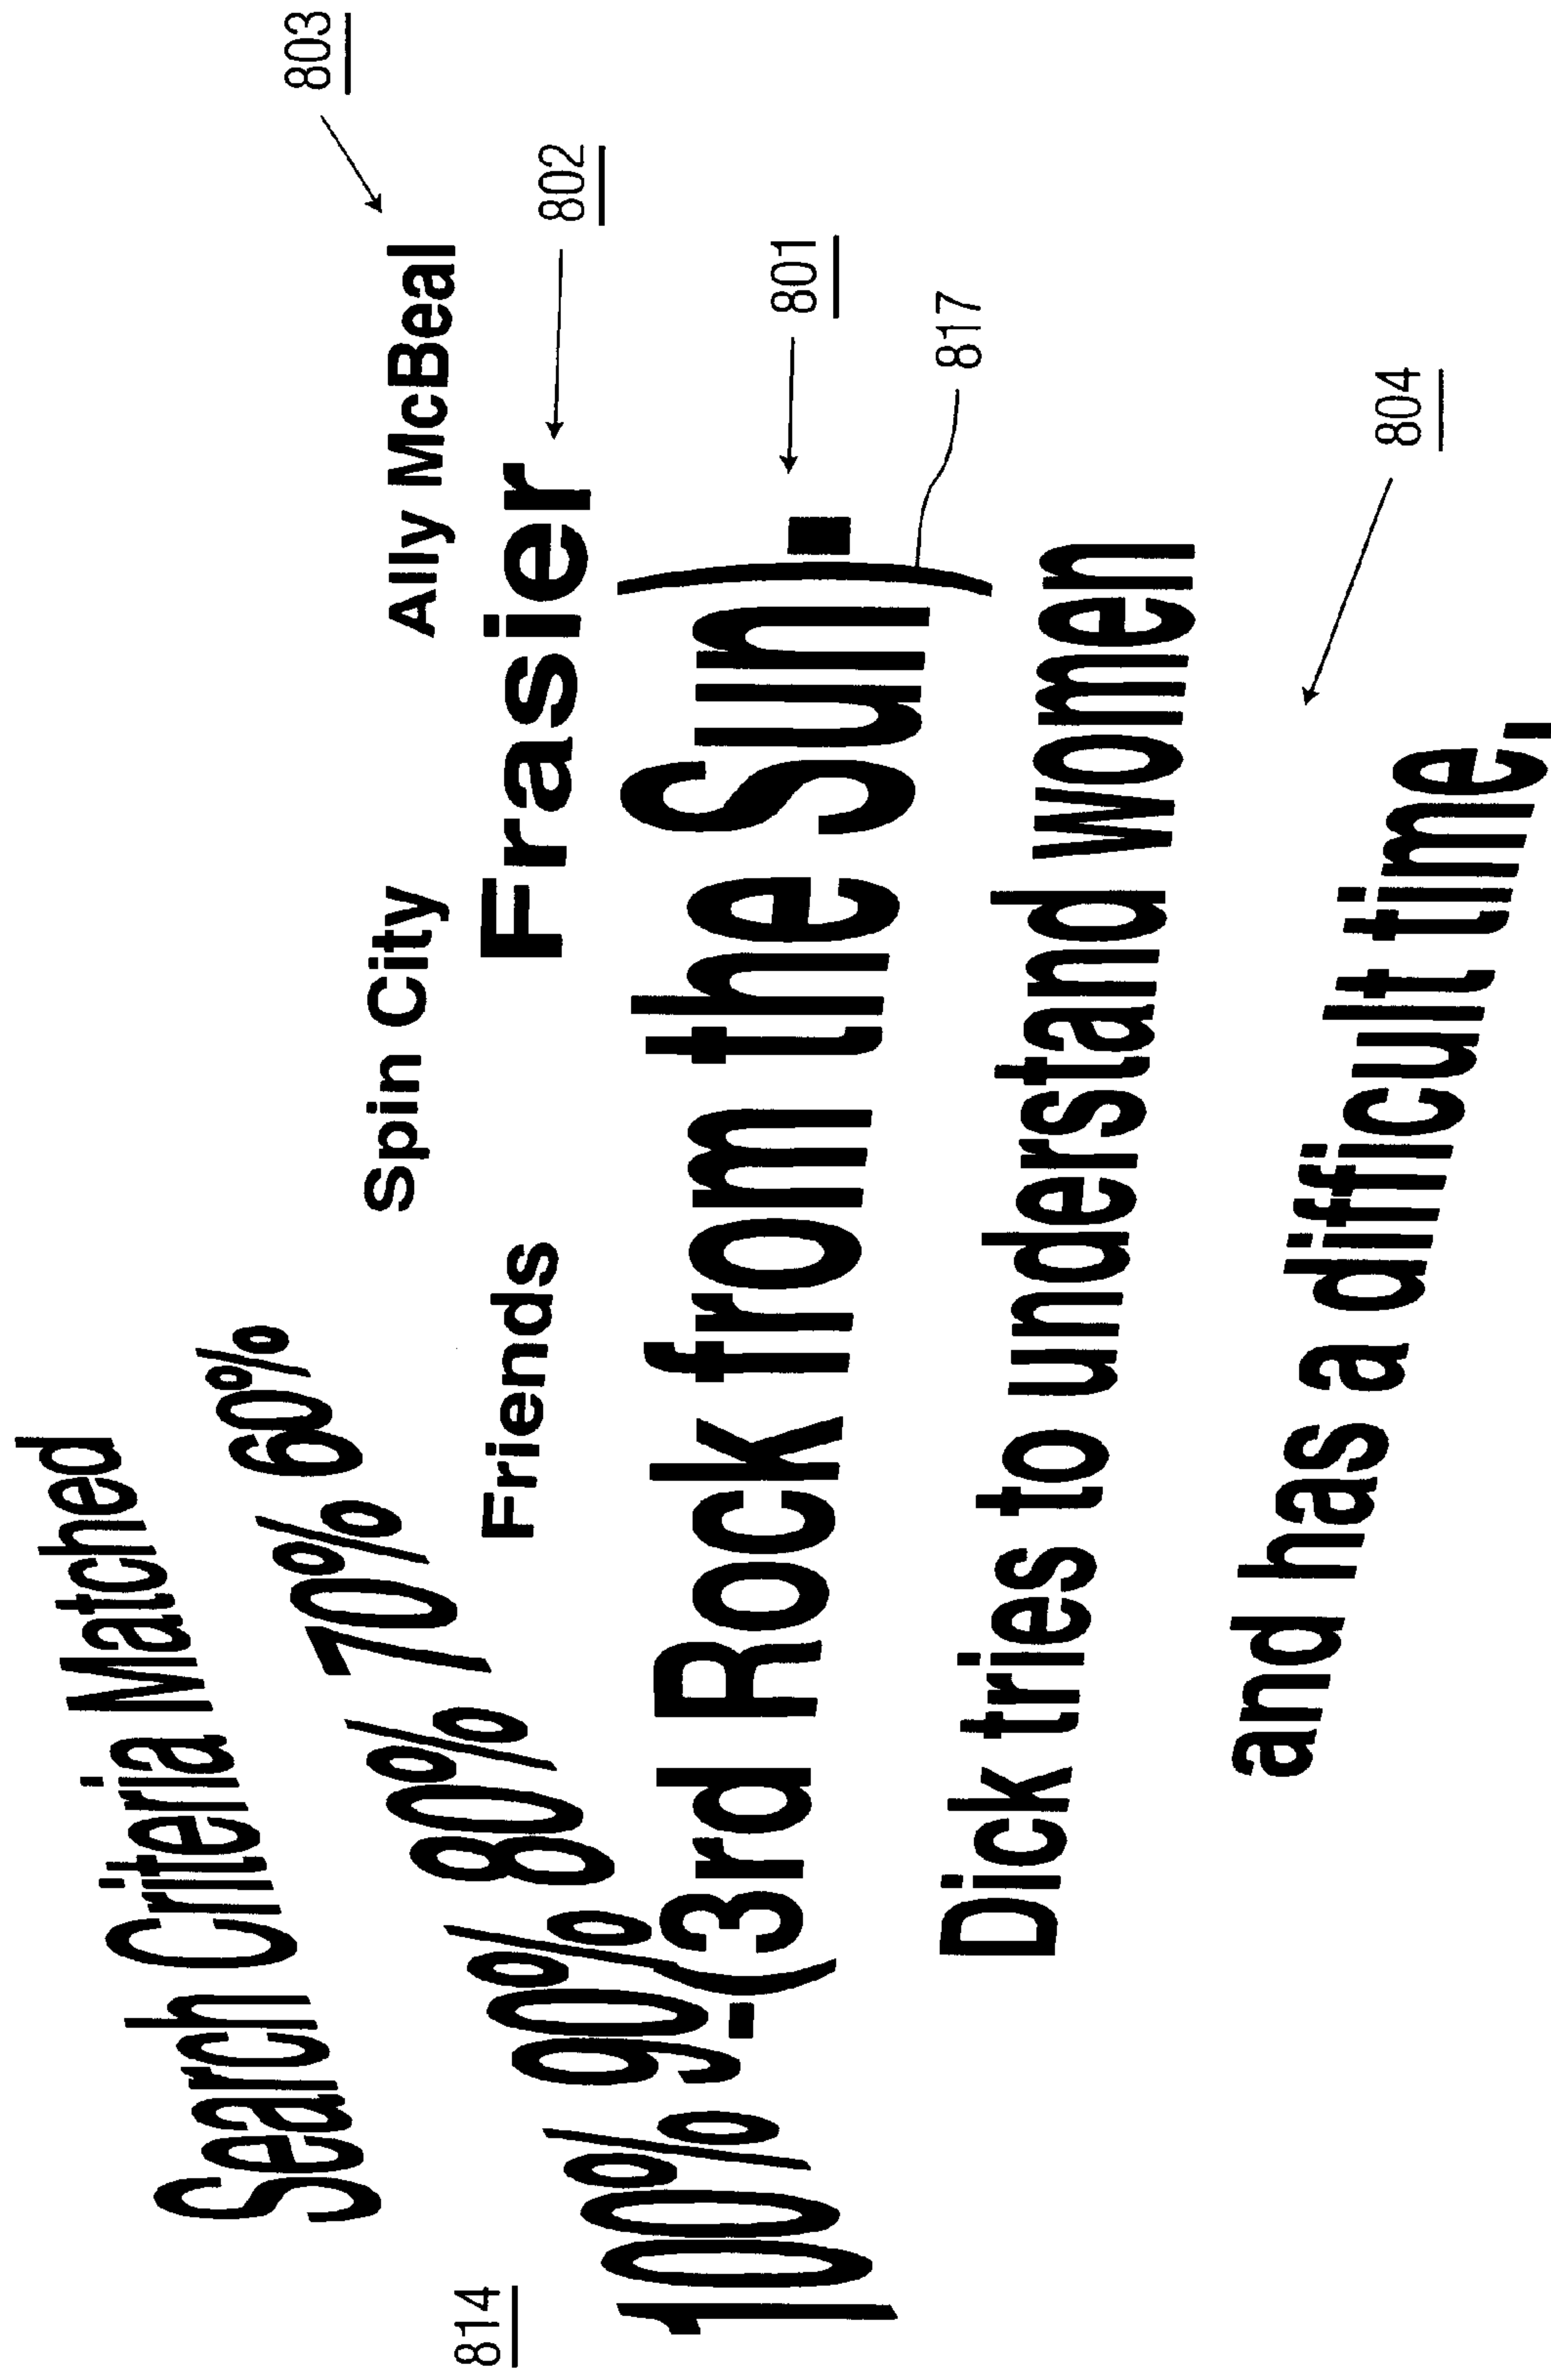 Search Criteria Matched
814
100% 90% 80% 70% 60%
Spin City
Ally McBeal
803
Friends
Frasier
802
-(3rd Rock from the Sun)-
801
817
Dick tries to understand women
and has a difficult time,
804